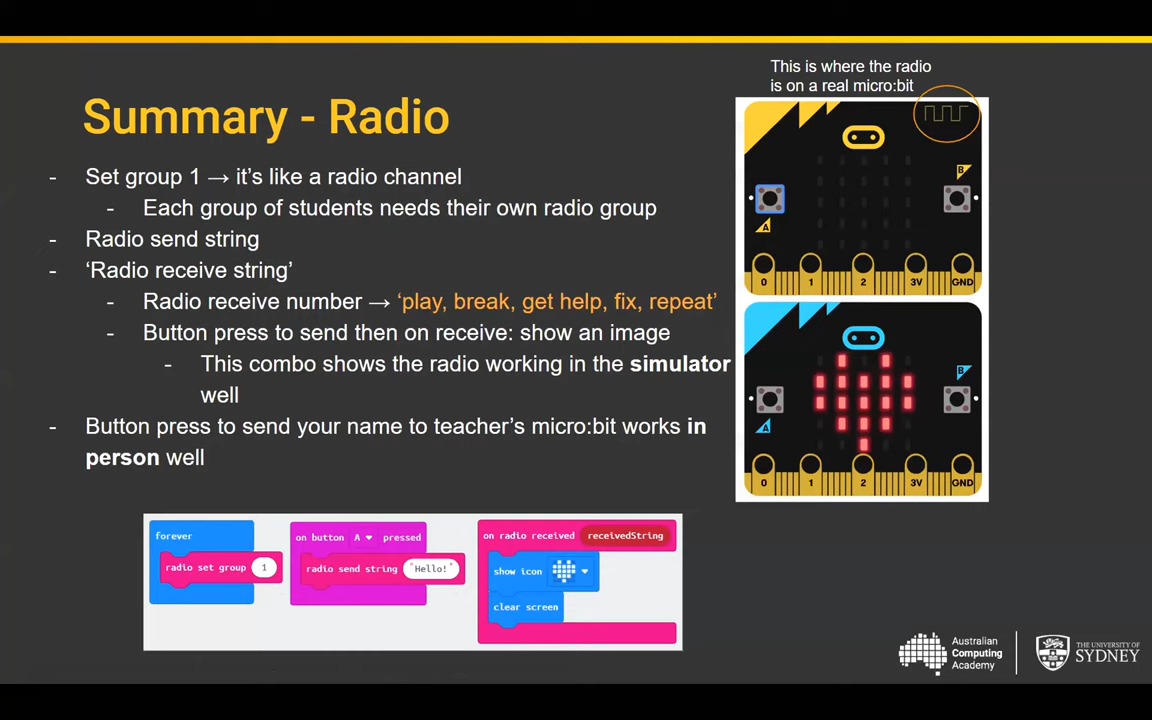 This is where the radio
is on a real micro:bit
Summary - Radio
- Set group 1 → it's like a radio channel
- Each group of students needs their own radio group
- Radio send string
- 'Radio receive string'
- Radio receive number → 'play, break, get help, fix, repeat'
- Button press to send then on receive: show an image
- This combo shows the radio working in the simulator
well
- Button press to send your name to teacher's micro:bit works in
person well
B
A
0 1 2 3V GND
B
A
0 1 2 3V GND
forever
radio set group 1
on button A pressed
radio send string "Hello!"
on radio received receivedString
show icon
clear screen
Australian
Computing
Academy
THE UNIVERSITY OF
SYDNEY